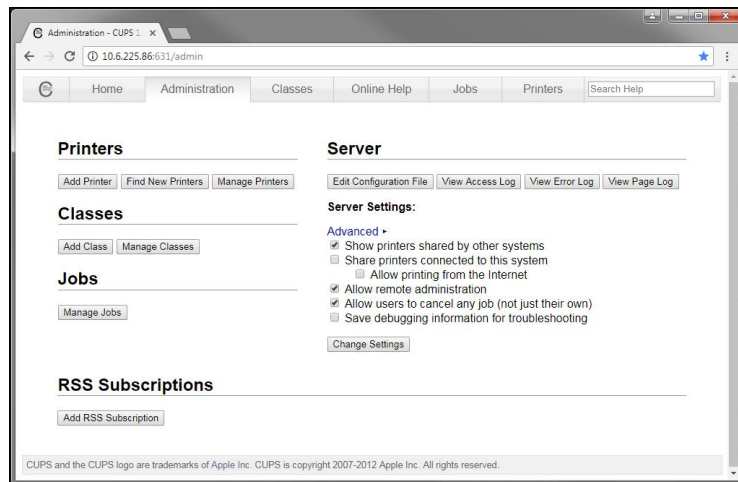 Administration - CUPS 1.
10.6.225.86:631/admin
Home Administration Classes Online Help Jobs Printers Search Help
Printers
Add Printer Find New Printers Manage Printers
Classes
Add Class Manage Classes
Jobs
Manage Jobs
Server
Edit Configuration File View Access Log View Error Log View Page Log
Server Settings:
Advanced ▸
Show printers shared by other systems
Share printers connected to this system
Allow printing from the Internet
Allow remote administration
Allow users to cancel any job (not just their own)
Save debugging information for troubleshooting
Change Settings
RSS Subscriptions
Add RSS Subscription
CUPS and the CUPS logo are trademarks of Apple Inc. CUPS is copyright 2007-2012 Apple Inc. All rights reserved.